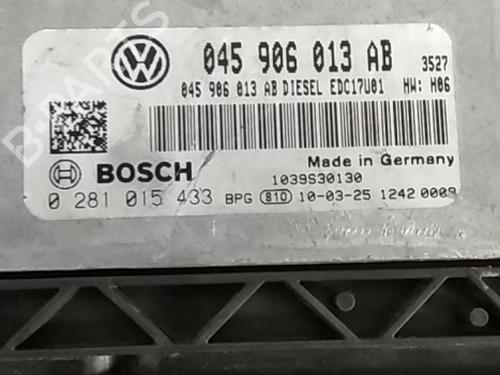 045 906 013 AB 3527
045 906 013 AB DIESEL EDC17U01 HW: H06
BOSCH Made in Germany
1039S30130
0 281 015 433 BPG 810 10-03-25 1242 0009
B-PARTS